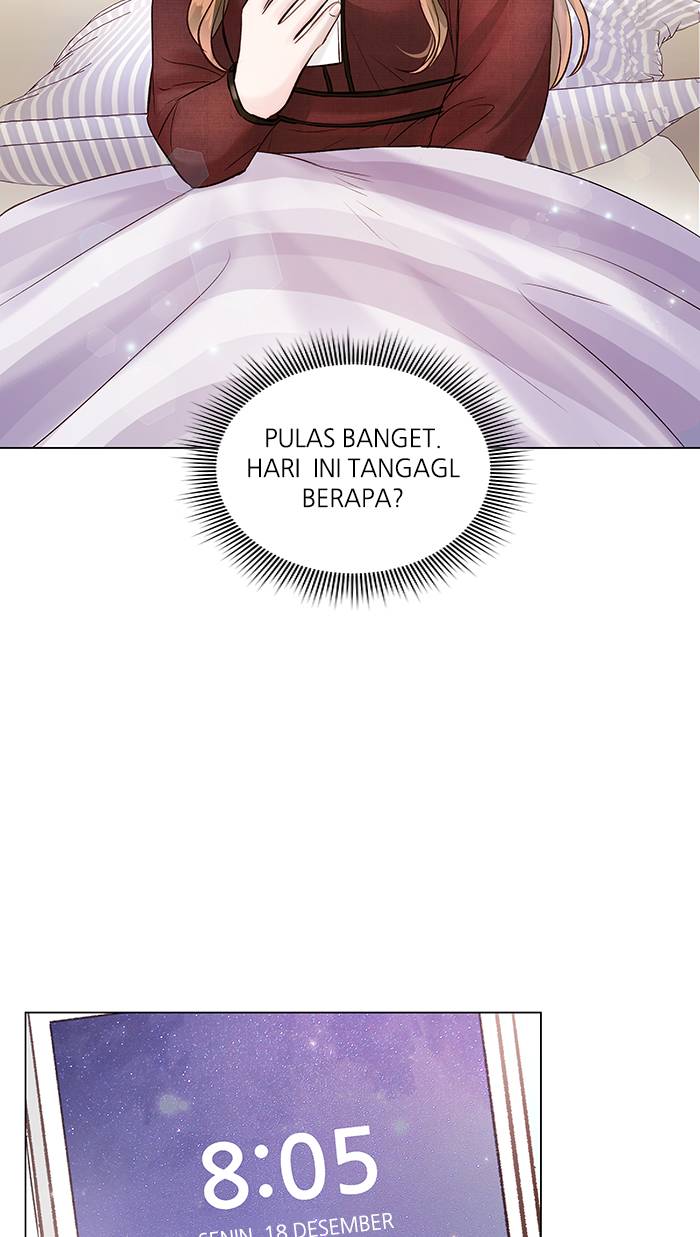 PULAS BANGET.
HARI INI TANGAGL
BERAPA?
8:05
SENIN, 18 DESEMBER